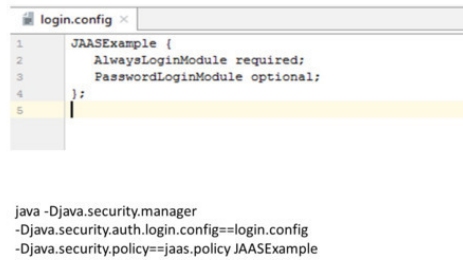 login.config ×
1 JAASExample {
2 AlwaysLoginModule required;
3 PasswordLoginModule optional;
4 };
5
java -Djava.security.manager
-Djava.security.auth.login.config==login.config
-Djava.security.policy==jaas.policy JAASExample